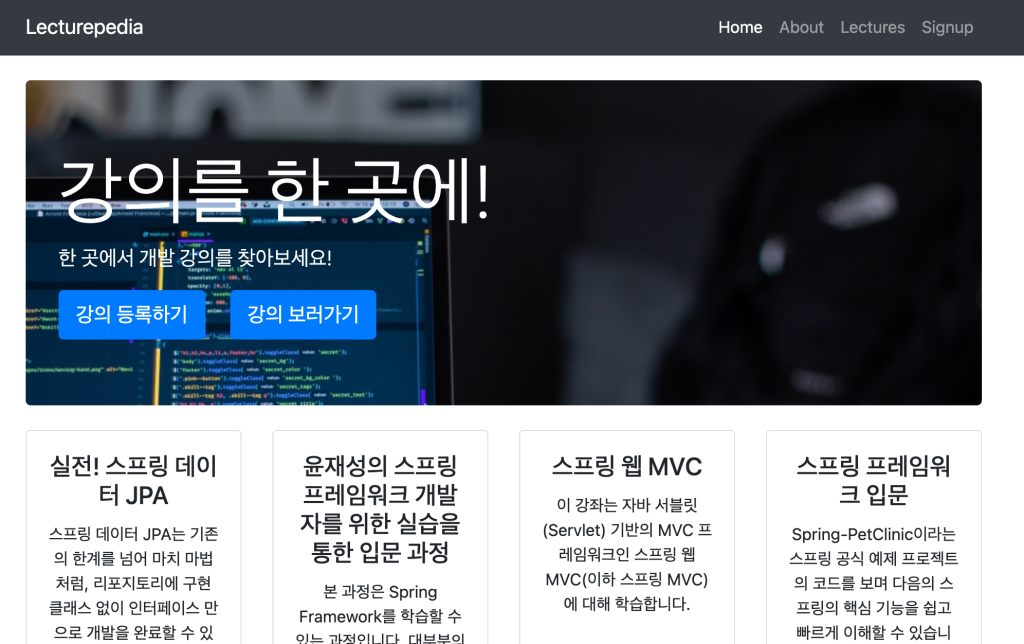 Lecturepedia
Home About Lectures Signup
강의를 한 곳에!
한 곳에서 개발 강의를 찾아보세요!
강의 등록하기 강의 보러가기
실전! 스프링 데이
터 JPA
스프링 데이터 JPA는 기존
의 한계를 넘어 마치 마법
처럼, 리포지토리에 구현
클래스 없이 인터페이스 만
으로 개발을 완료할 수 있
윤재성의 스프링
프레임워크 개발
자를 위한 실습을
통한 입문 과정
본 과정은 Spring
Framework를 학습할 수
있는 과정입니다. 대부분의
스프링 웹 MVC
이 강좌는 자바 서블릿
(Servlet) 기반의 MVC 프
레임워크인 스프링 웹
MVC(이하 스프링 MVC)
에 대해 학습합니다.
스프링 프레임워
크 입문
Spring-PetClinic이라는
스프링 공식 예제 프로젝트
의 코드를 보며 다음의 스
프링의 핵심 기능을 쉽고
빠르게 이해할 수 있습니